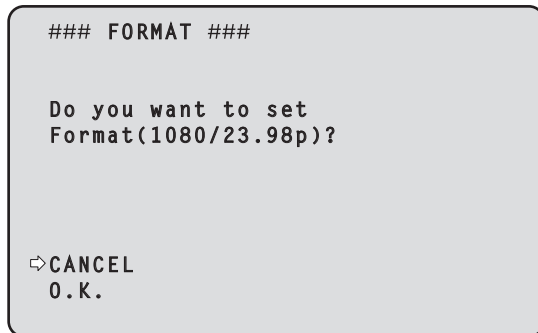 ### FORMAT ###
Do you want to set
Format(1080/23.98p)?
⇨CANCEL
O.K.